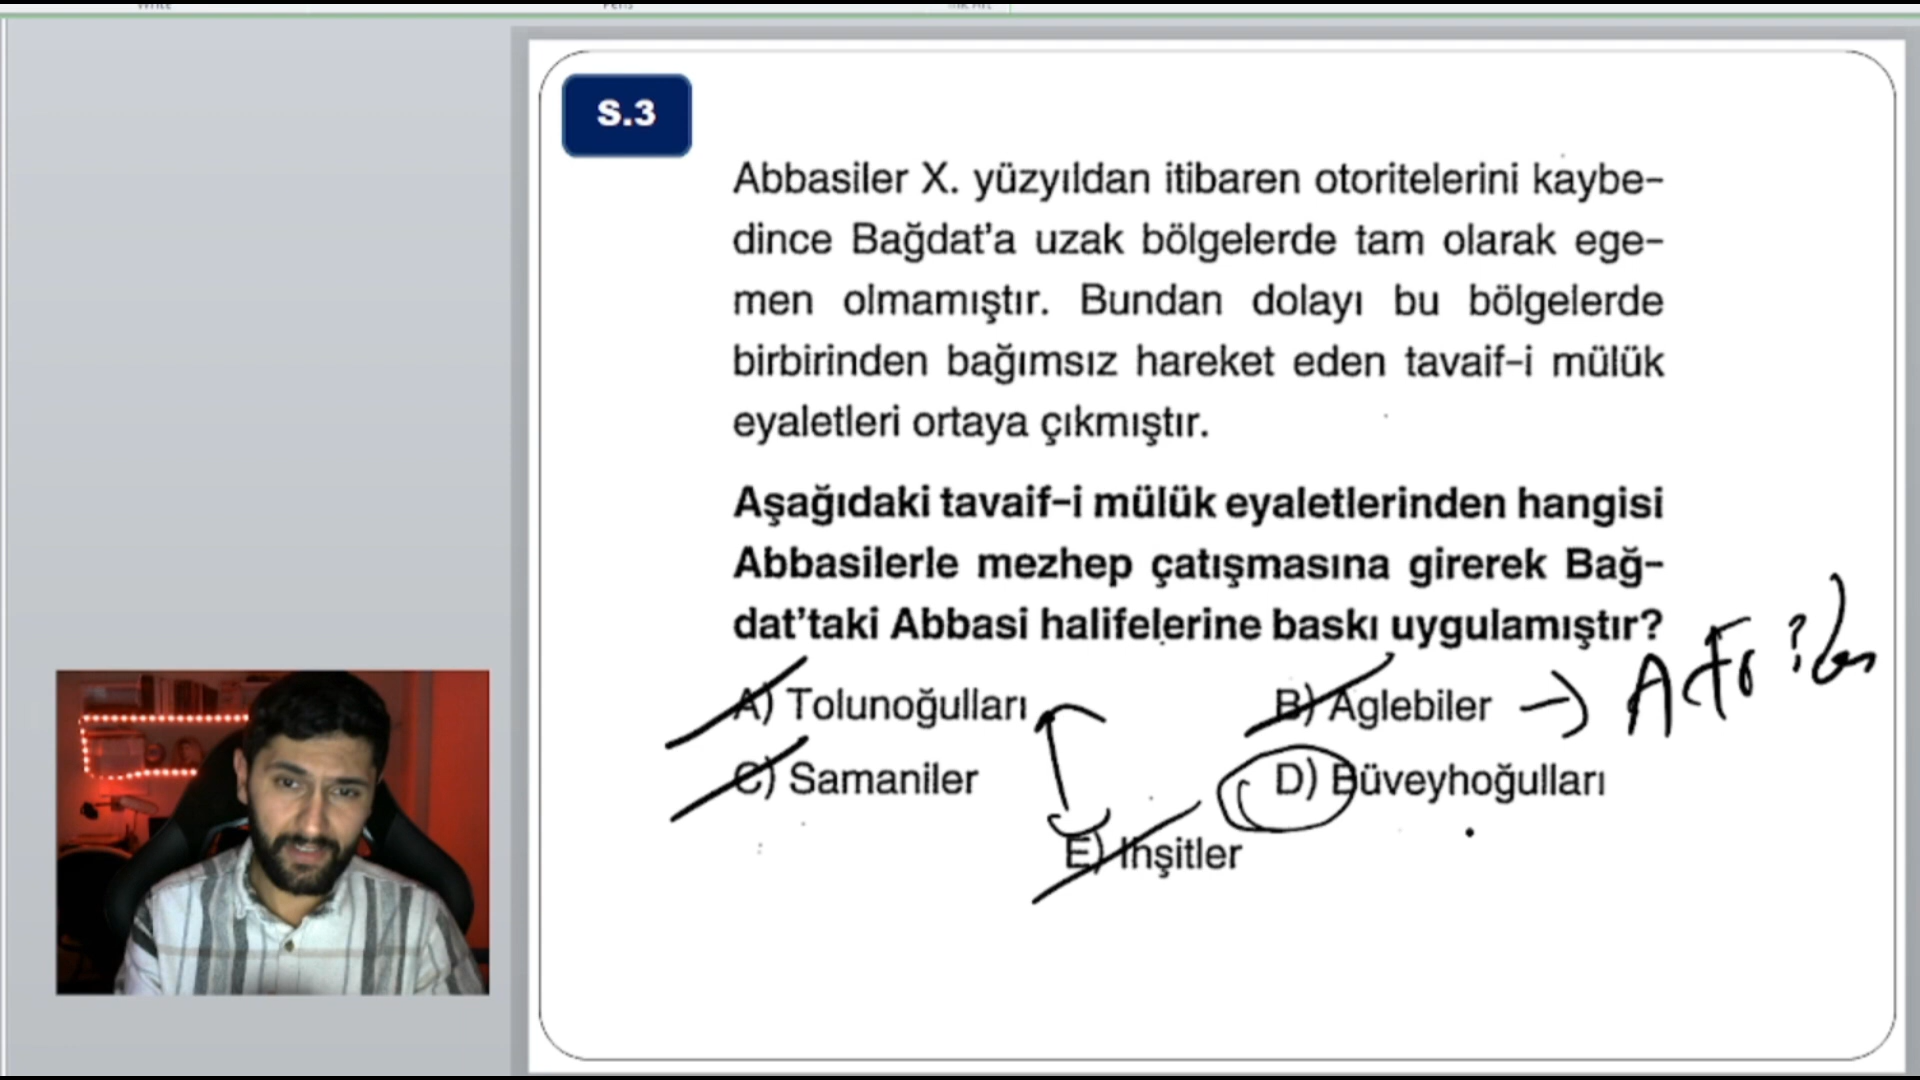 S.3
Abbasiler X. yüzyıldan itibaren otoritelerini kaybe-
dince Bağdat'a uzak bölgelerde tam olarak ege-
men olmamıştır. Bundan dolayı bu bölgelerde
birbirinden bağımsız hareket eden tavaif-i mülük
eyaletleri ortaya çıkmıştır.
Aşağıdaki tavaif-i mülük eyaletlerinden hangisi
Abbasilerle mezhep çatışmasına girerek Bağ-
dat'taki Abbasi halifelerine baskı uygulamıştır?
A) Tolunoğulları B) Aglebiler
C) Samaniler D) Büveyhoğulları
E) Ihşitler